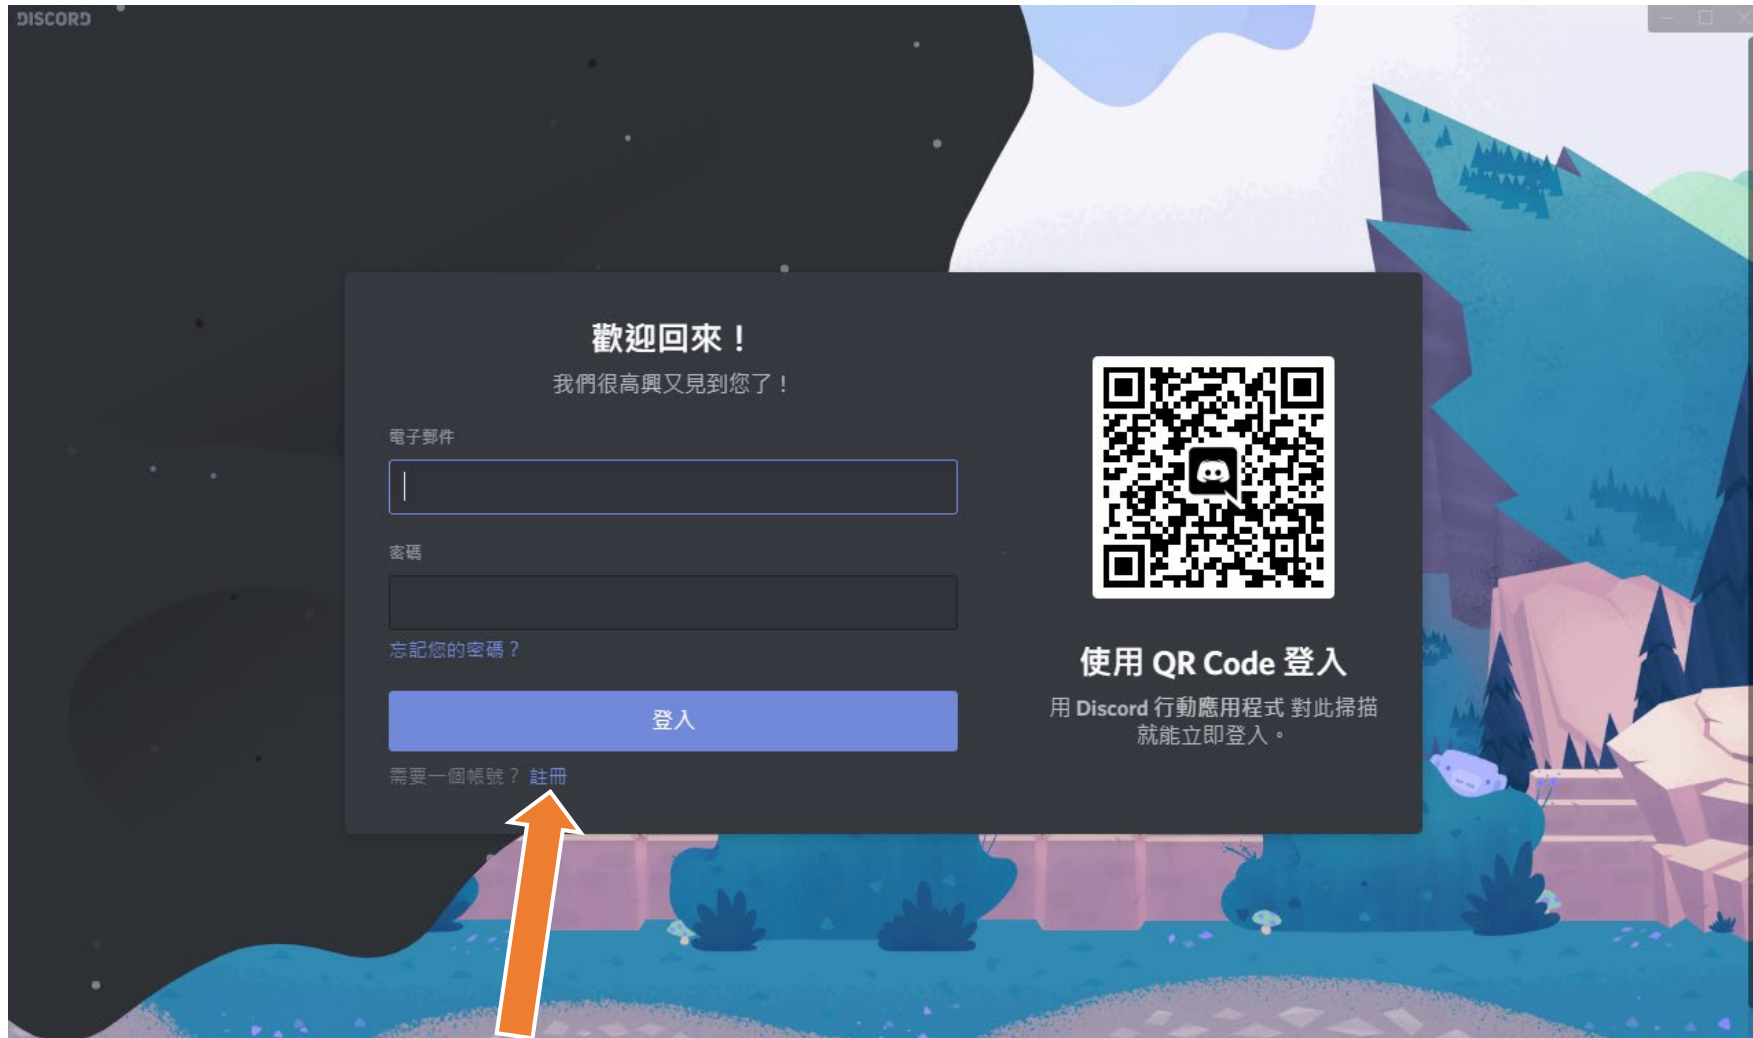 DISCORD
歡迎回來！
我們很高興又見到您了！
電子郵件
密碼
忘記您的密碼？
登入
需要一個帳號？ 註冊
使用 QR Code 登入
用 Discord 行動應用程式 對此掃描
就能立即登入。